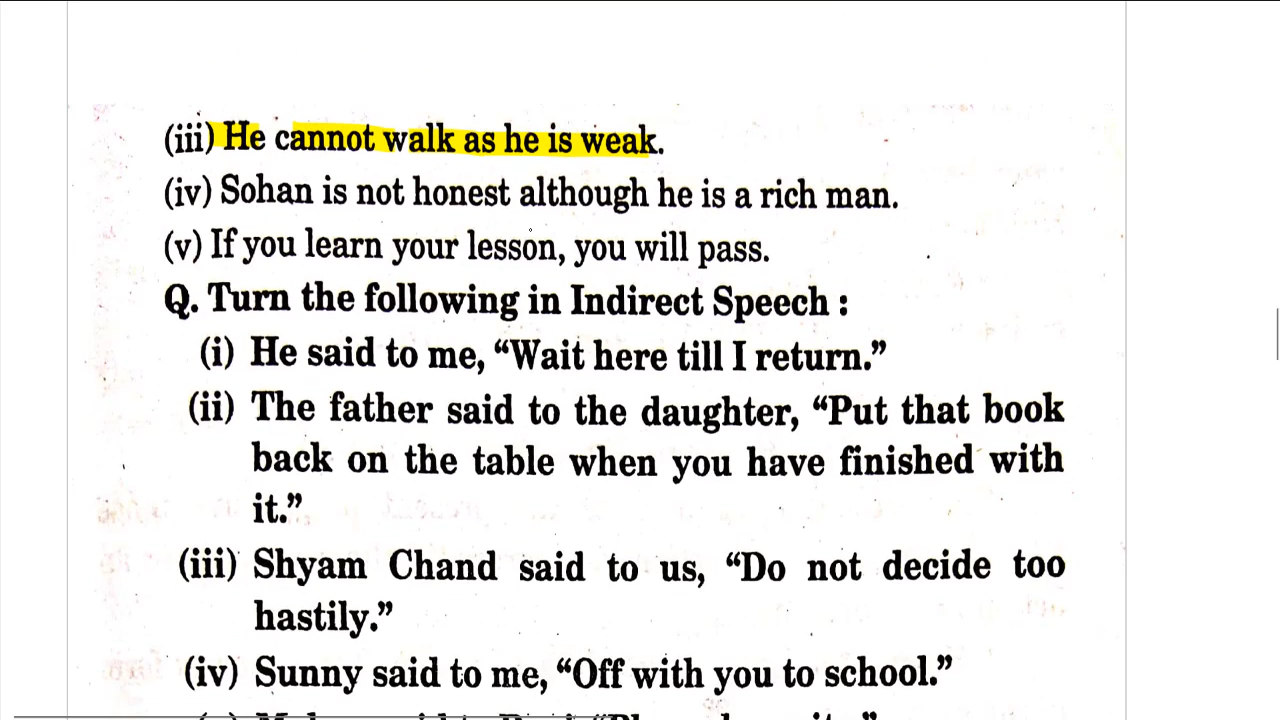 (iii) He cannot walk as he is weak.
(iv) Sohan is not honest although he is a rich man.
(v) If you learn your lesson, you will pass.
Q. Turn the following in Indirect Speech :
(i) He said to me, “Wait here till I return.”
(ii) The father said to the daughter, “Put that book
back on the table when you have finished with
it.”
(iii) Shyam Chand said to us, “Do not decide too
hastily.”
(iv) Sunny said to me, “Off with you to school.”